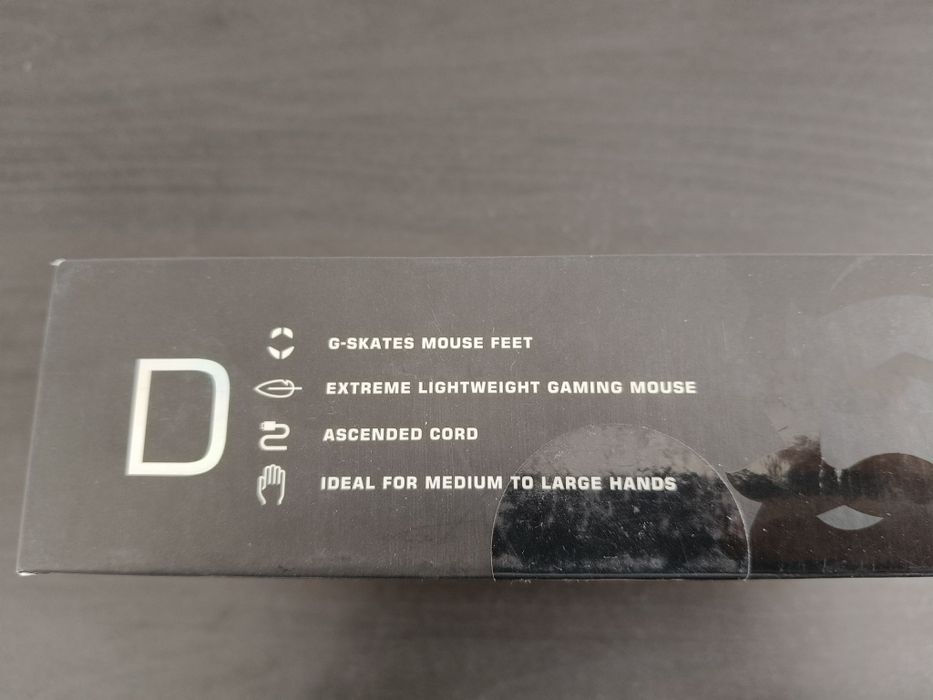 D
G-SKATES MOUSE FEET
EXTREME LIGHTWEIGHT GAMING MOUSE
ASCENDED CORD
IDEAL FOR MEDIUM TO LARGE HANDS